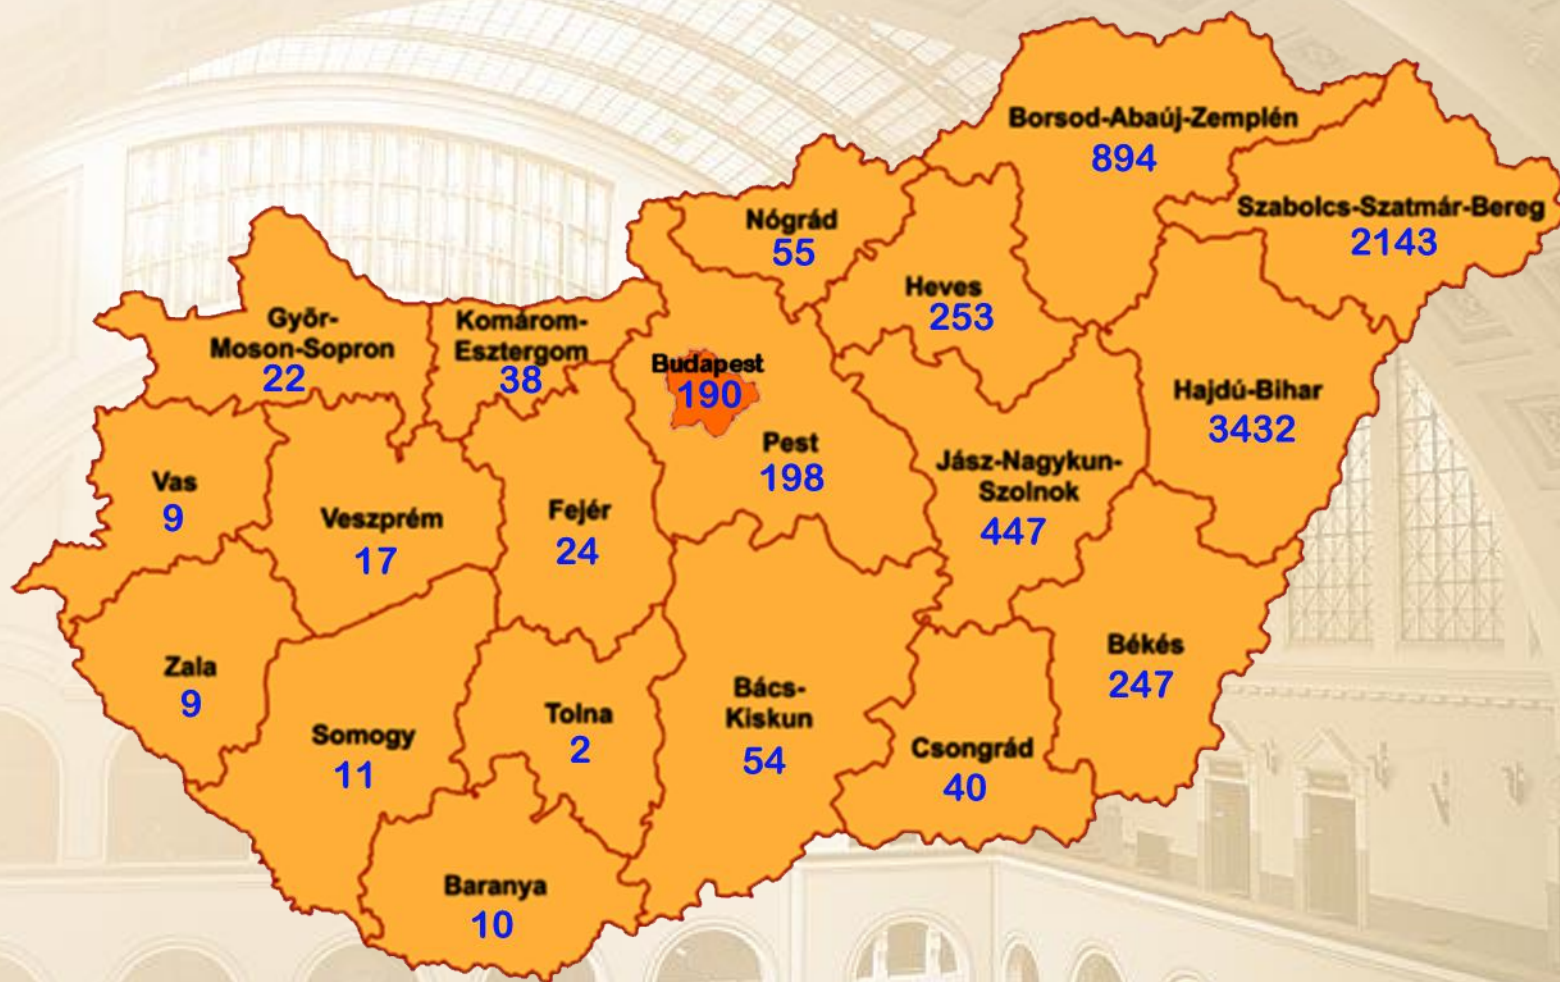 Borsod-Abaúj-Zemplén
894
Szabolcs-Szatmár-Bereg
2143
Nógrád
55
Heves
253
Győr-
Moson-Sopron
22
Komárom-
Esztergom
38
Budapest
190
Pest
198
Hajdú-Bihar
3432
Jász-Nagykun-
Szolnok
447
Vas
9
Veszprém
17
Fejér
24
Zala
9
Somogy
11
Tolna
2
Bács-
Kiskun
54
Csongrád
40
Békés
247
Baranya
10